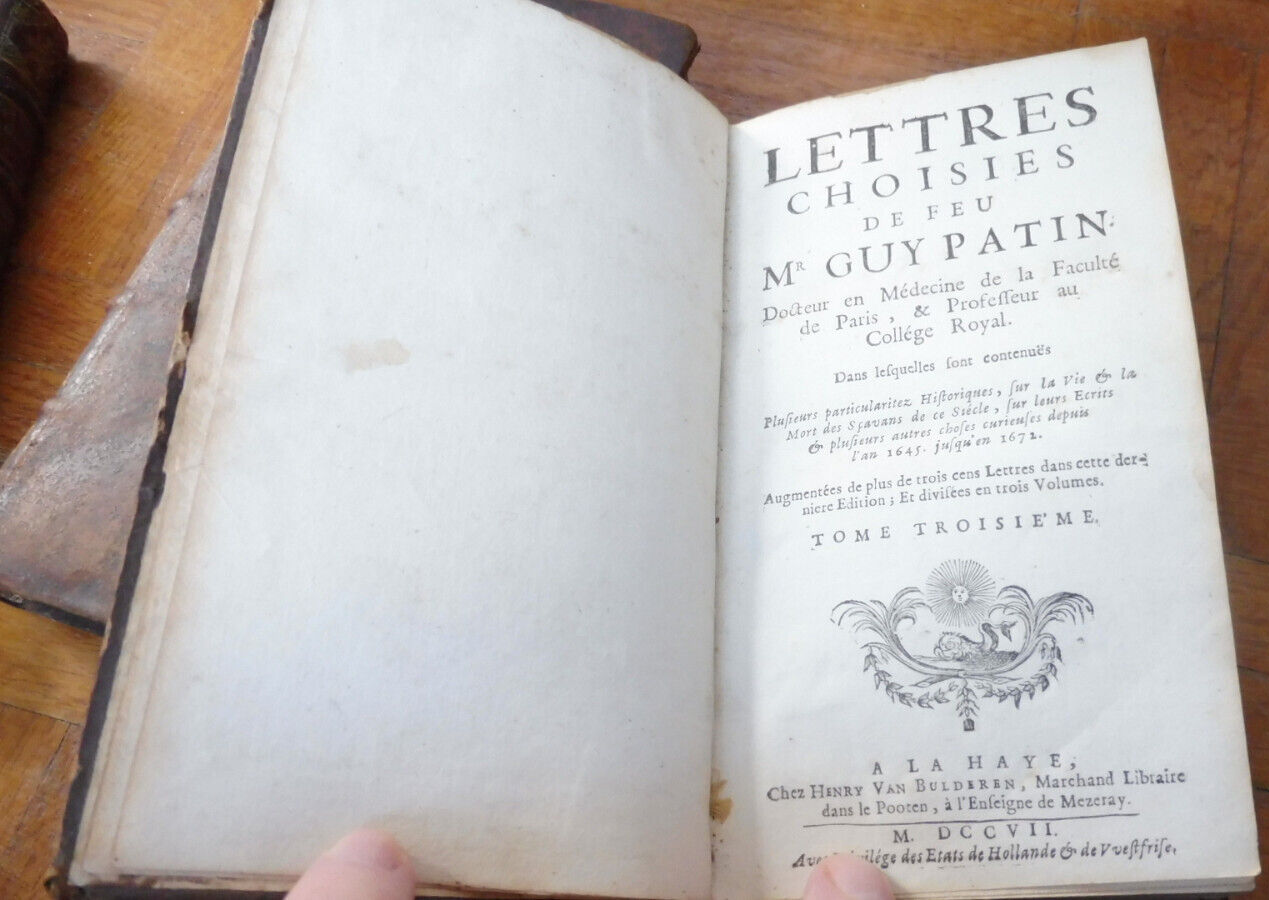 LETTRES
CHOISIES
DE FEU
Mʀ GUY PATIN.
Docteur en Médecine de la Faculté
de Paris, & Profeſſeur au
Collége Royal.
Dans leſquelles ſont contenuës
Pluſieurs particularitez Hiſtoriques, ſur la Vie & la
Mort des Sçavans de ce Siécle, ſur leurs Ecrits
& pluſieurs autres choſes curieuſes depuis
l'an 1645. juſqu'en 1672.
Augmentées de plus de trois cens Lettres dans cette der-
niere Edition; Et diviſées en trois Volumes.
TOME TROISIE'ME.
A LA HAYE,
Chez HENRY VAN BULDEREN, Marchand Libraire
dans le Pooten, à l'Enſeigne de Mezeray.
M. DCCVII.
des Etats de Hollande & de Vveſtfriſe.